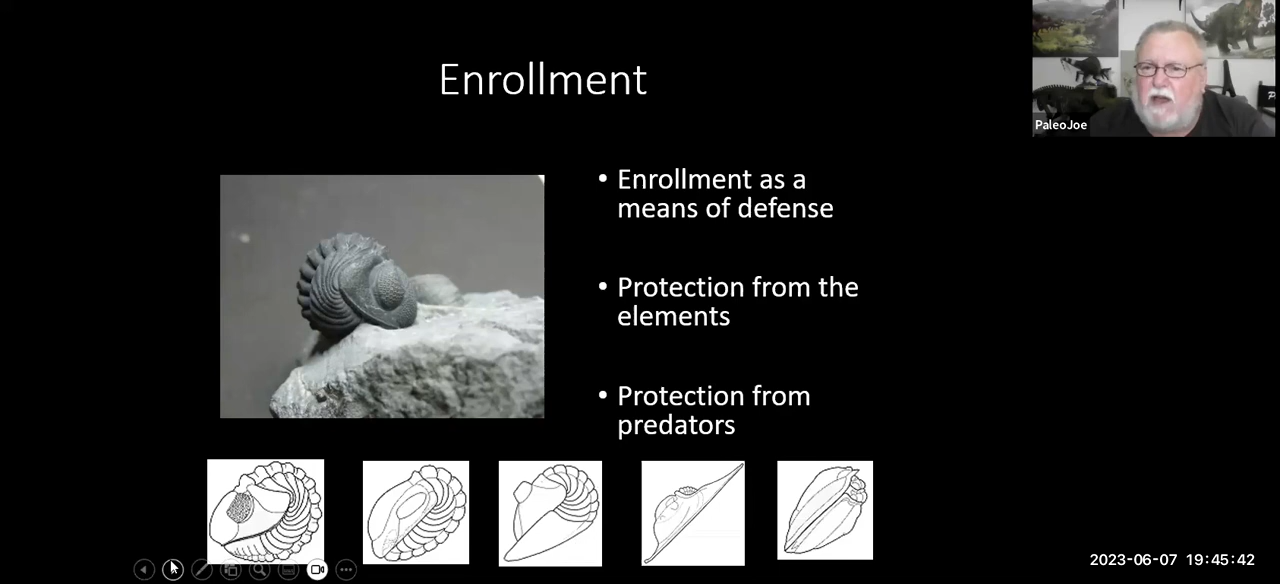 Enrollment
PaleoJoe
• Enrollment as a
means of defense
• Protection from the
elements
• Protection from
predators
2023-06-07 19:45:42